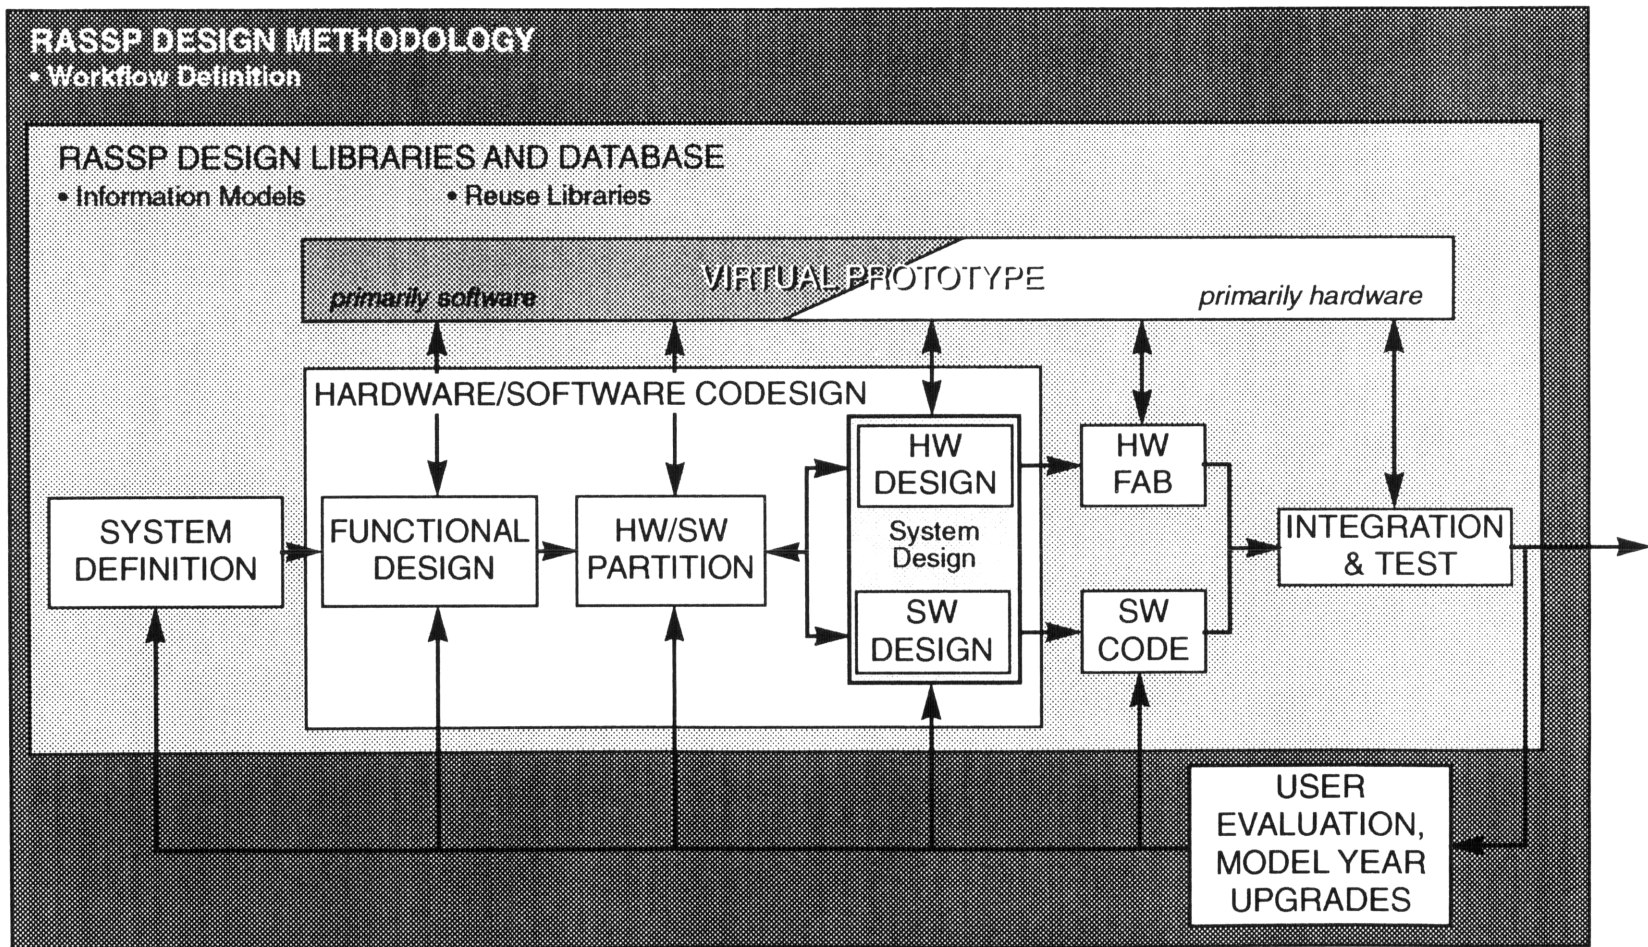 RASSP DESIGN METHODOLOGY
• Workflow Definition
RASSP DESIGN LIBRARIES AND DATABASE
• Information Models
• Reuse Libraries
VIRTUAL PROTOTYPE
primarily software
primarily hardware
HARDWARE/SOFTWARE CODESIGN
SYSTEM
DEFINITION
FUNCTIONAL
DESIGN
HW/SW
PARTITION
HW
DESIGN
System
Design
SW
DESIGN
HW
FAB
SW
CODE
INTEGRATION
& TEST
USER
EVALUATION,
MODEL YEAR
UPGRADES